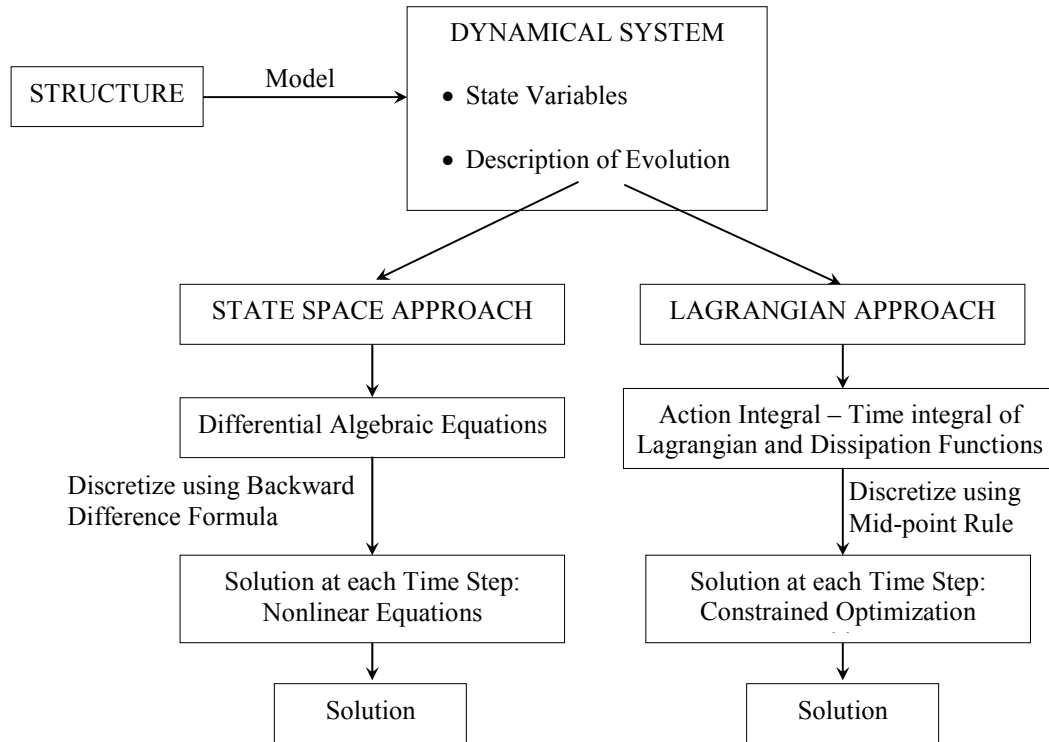 DYNAMICAL SYSTEM
STRUCTURE
Model
• State Variables
• Description of Evolution
STATE SPACE APPROACH
Differential Algebraic Equations
Discretize using Backward
Difference Formula
Solution at each Time Step:
Nonlinear Equations
Solution
LAGRANGIAN APPROACH
Action Integral – Time integral of
Lagrangian and Dissipation Functions
Discretize using
Mid-point Rule
Solution at each Time Step:
Constrained Optimization
Solution